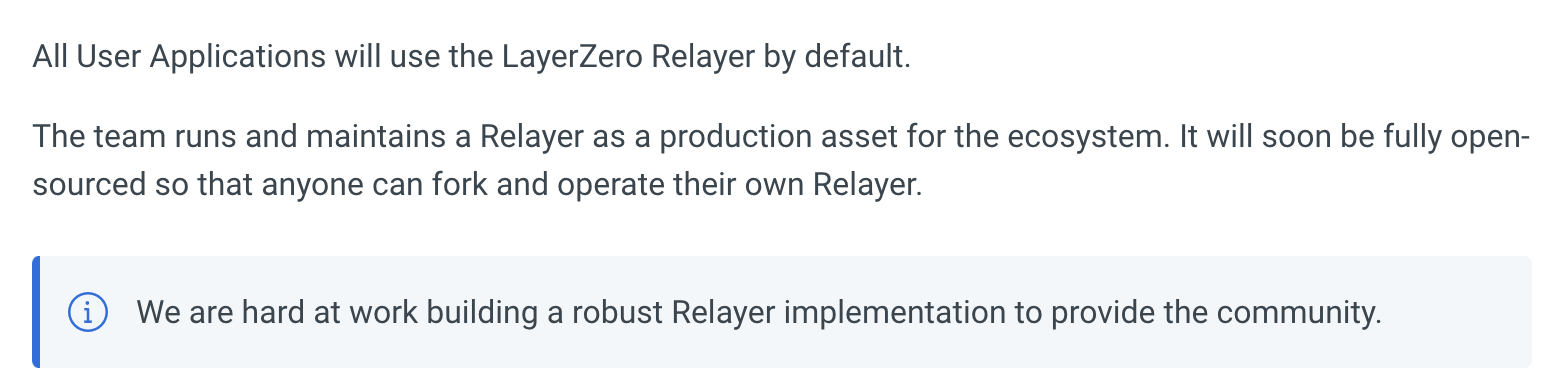 All User Applications will use the LayerZero Relayer by default.
The team runs and maintains a Relayer as a production asset for the ecosystem. It will soon be fully open-
sourced so that anyone can fork and operate their own Relayer.
We are hard at work building a robust Relayer implementation to provide the community.